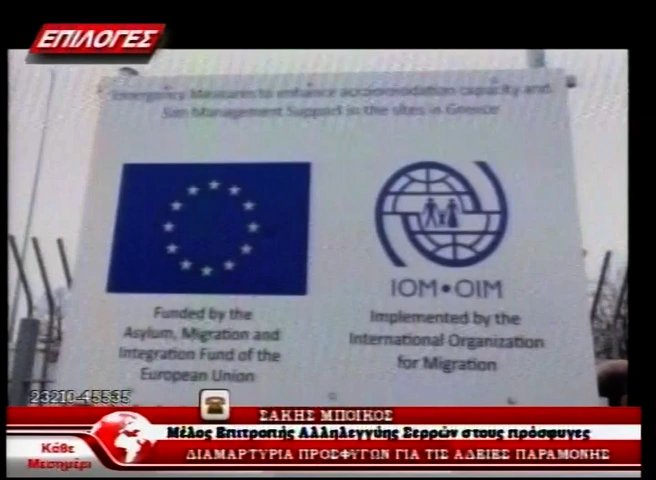 ΕΠΙΛΟΓΕΣ
Emergency Measures to enhance accommodation capacity and
Site Management Support in the sites in Greece
Funded by the
Asylum, Migration and
Integration Fund of the
European Union
IOM • OIM
Implemented by the
International Organization
for Migration
23210-45535
ΣΑΚΗΣ ΜΠΟΙΚΟΣ
Μέλος Επιτροπής Αλληλεγγύης Σερρών στους πρόσφυγες
Κάθε
Μεσημέρι
ΔΙΑΜΑΡΤΥΡΙΑ ΠΡΟΣΦΥΓΩΝ ΓΙΑ ΤΙΣ ΑΔΕΙΕΣ ΠΑΡΑΜΟΝΗΣ